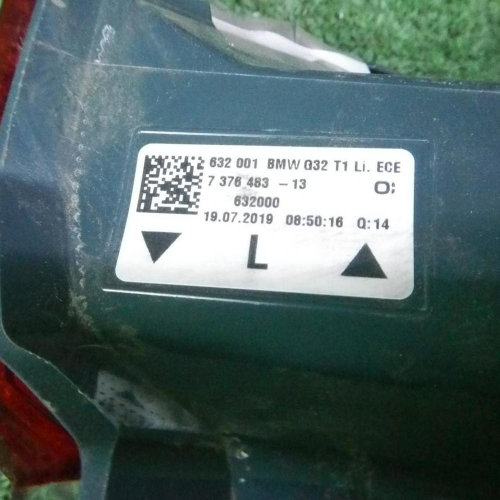 632 001 BMW G32 T1 Li. ECE
7 376 483 - 13
632000
19.07.2019 08:50:16 Q:14
L